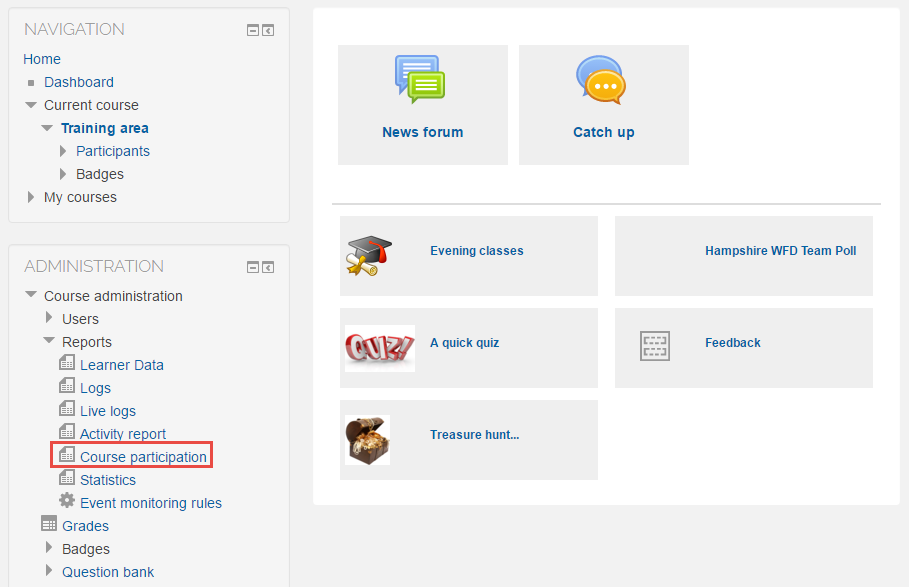 NAVIGATION
Home
Dashboard
Current course
Training area
Participants
Badges
My courses
ADMINISTRATION
Course administration
Users
Reports
Learner Data
Logs
Live logs
Activity report
Course participation
Statistics
Event monitoring rules
Grades
Badges
Question bank
News forum
Catch up
Evening classes
Hampshire WFD Team Poll
QUIZ!
A quick quiz
Feedback
Treasure hunt...